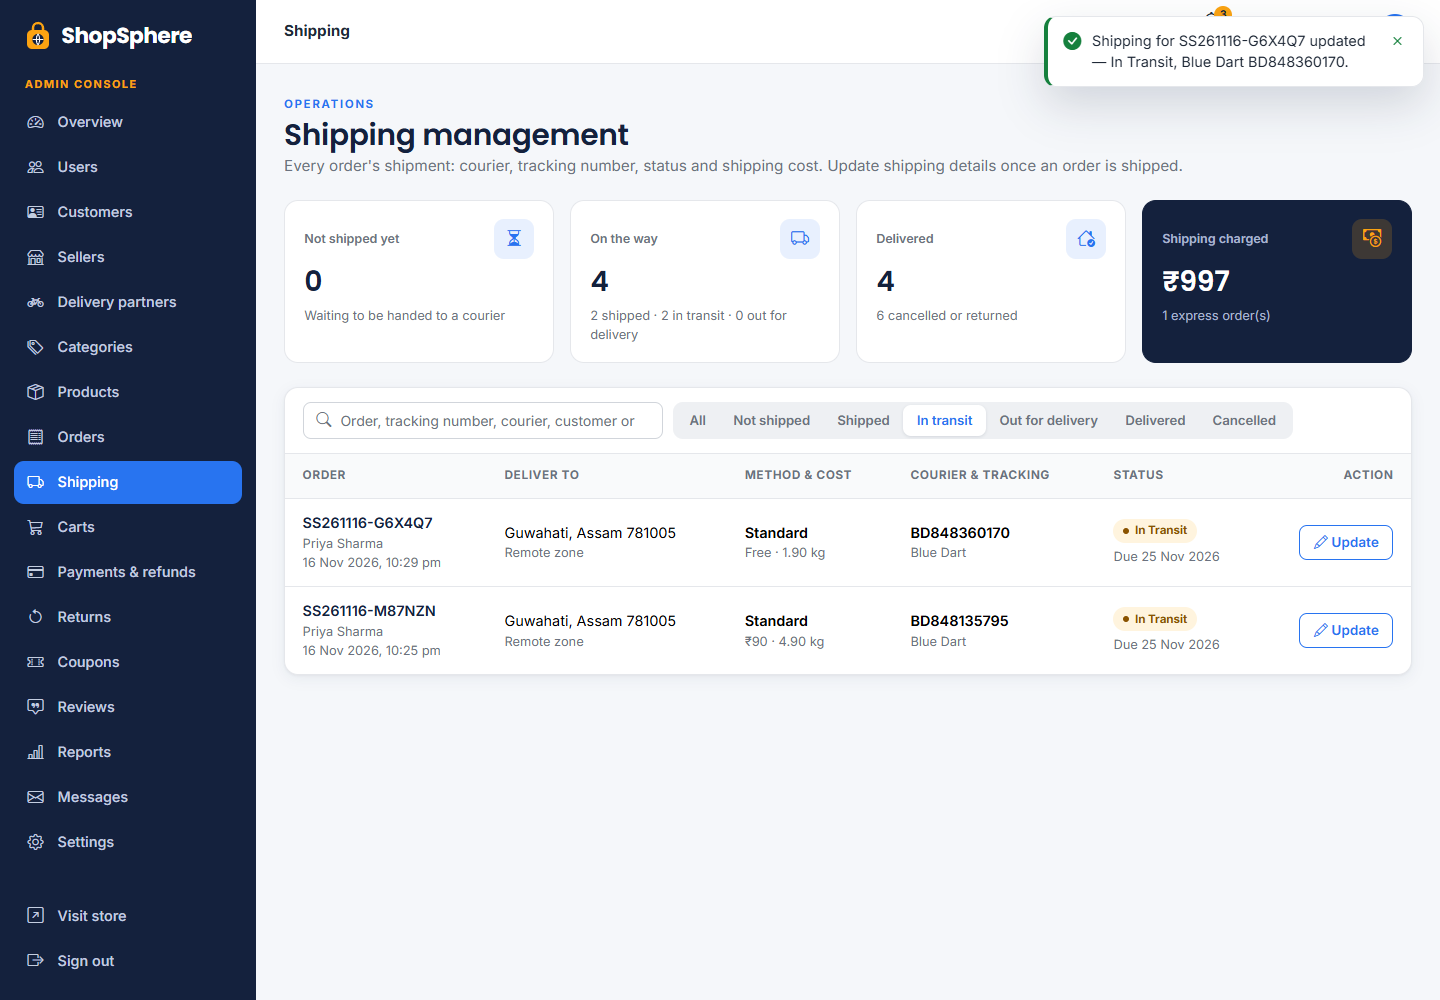 ShopSphere
ADMIN CONSOLE
Overview
Users
Customers
Sellers
Delivery partners
Categories
Products
Orders
Shipping
Carts
Payments & refunds
Returns
Coupons
Reviews
Reports
Messages
Settings
Visit store
Sign out
Shipping
3
Shipping for SS261116-G6X4Q7 updated
— In Transit, Blue Dart BD848360170.
OPERATIONS
Shipping management
Every order's shipment: courier, tracking number, status and shipping cost. Update shipping details once an order is shipped.
Not shipped yet
0
Waiting to be handed to a courier
On the way
4
2 shipped · 2 in transit · 0 out for
delivery
Delivered
4
6 cancelled or returned
Shipping charged
₹997
1 express order(s)
Order, tracking number, courier, customer or
All Not shipped Shipped In transit Out for delivery Delivered Cancelled
ORDER DELIVER TO METHOD & COST COURIER & TRACKING STATUS ACTION
SS261116-G6X4Q7
Priya Sharma
16 Nov 2026, 10:29 pm
Guwahati, Assam 781005
Remote zone
Standard
Free · 1.90 kg
BD848360170
Blue Dart
In Transit
Due 25 Nov 2026
Update
SS261116-M87NZN
Priya Sharma
16 Nov 2026, 10:25 pm
Guwahati, Assam 781005
Remote zone
Standard
₹90 · 4.90 kg
BD848135795
Blue Dart
In Transit
Due 25 Nov 2026
Update